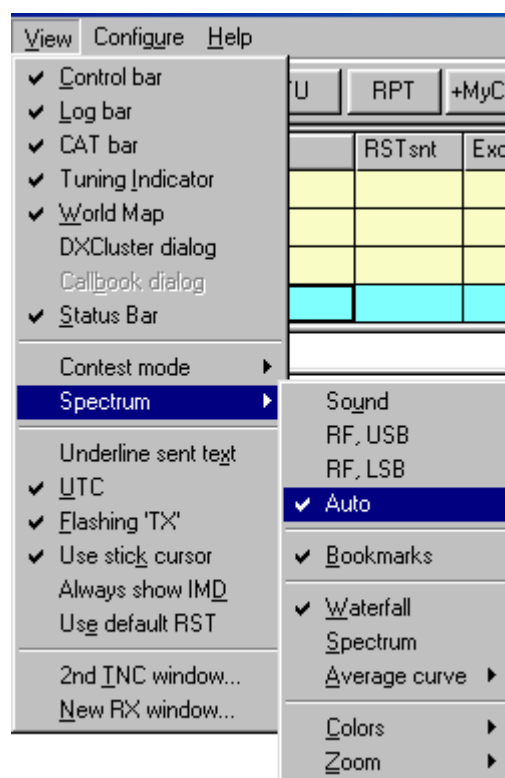 View Configure Help
Control bar
Log bar
CAT bar
Tuning Indicator
World Map
DXCluster dialog
Callbook dialog
Status Bar
Contest mode
Spectrum
Underline sent text
UTC
Flashing 'TX'
Use stick cursor
Always show IMD
Use default RST
2nd TNC window...
New RX window...
RPT
+MyC
RSTsnt
Exc
Sound
RF, USB
RF, LSB
Auto
Bookmarks
Waterfall
Spectrum
Average curve
Colors
Zoom